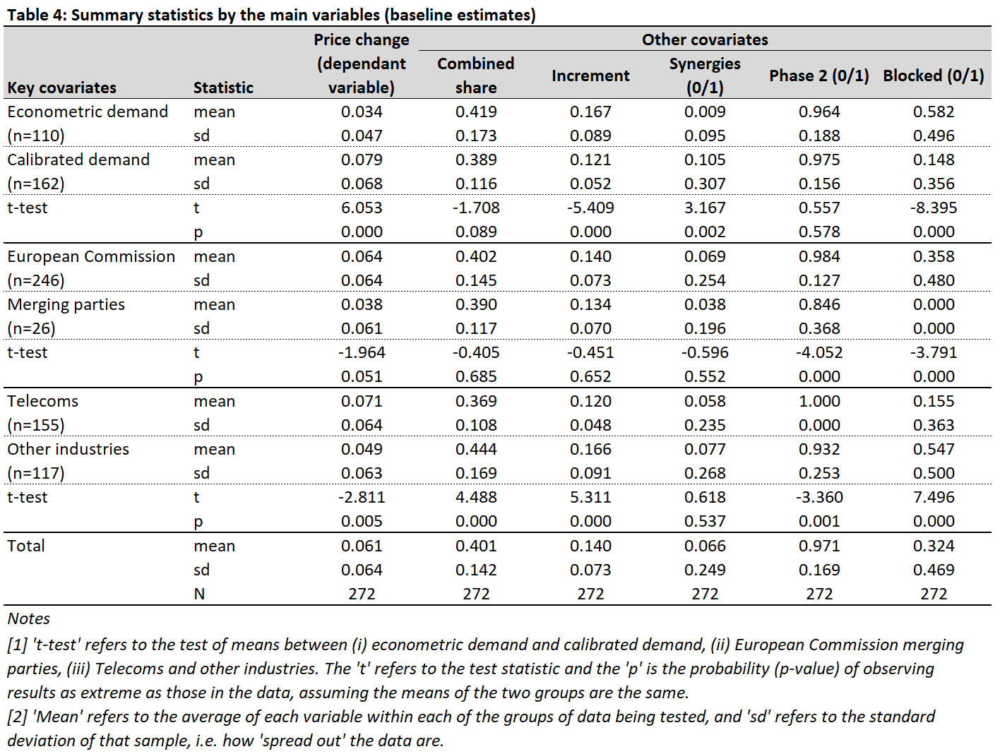 Table 4: Summary statistics by the main variables (baseline estimates)
Price change Other covariates
(dependant Combined Synergies
Key covariates Statistic variable) share Increment (0/1) Phase 2 (0/1) Blocked (0/1)
Econometric demand mean 0.034 0.419 0.167 0.009 0.964 0.582
(n=110) sd 0.047 0.173 0.089 0.095 0.188 0.496
Calibrated demand mean 0.079 0.389 0.121 0.105 0.975 0.148
(n=162) sd 0.068 0.116 0.052 0.307 0.156 0.356
t-test t 6.053 -1.708 -5.409 3.167 0.557 -8.395
p 0.000 0.089 0.000 0.002 0.578 0.000
European Commission mean 0.064 0.402 0.140 0.069 0.984 0.358
(n=246) sd 0.064 0.145 0.073 0.254 0.127 0.480
Merging parties mean 0.038 0.390 0.134 0.038 0.846 0.000
(n=26) sd 0.061 0.117 0.070 0.196 0.368 0.000
t-test t -1.964 -0.405 -0.451 -0.596 -4.052 -3.791
p 0.051 0.685 0.652 0.552 0.000 0.000
Telecoms mean 0.071 0.369 0.120 0.058 1.000 0.155
(n=155) sd 0.064 0.108 0.048 0.235 0.000 0.363
Other industries mean 0.049 0.444 0.166 0.077 0.932 0.547
(n=117) sd 0.063 0.169 0.091 0.268 0.253 0.500
t-test t -2.811 4.488 5.311 0.618 -3.360 7.496
p 0.005 0.000 0.000 0.537 0.001 0.000
Total mean 0.061 0.401 0.140 0.066 0.971 0.324
sd 0.064 0.142 0.073 0.249 0.169 0.469
N 272 272 272 272 272 272
Notes
[1] 't-test' refers to the test of means between (i) econometric demand and calibrated demand, (ii) European Commission merging
parties, (iii) Telecoms and other industries. The 't' refers to the test statistic and the 'p' is the probability (p-value) of observing
results as extreme as those in the data, assuming the means of the two groups are the same.
[2] 'Mean' refers to the average of each variable within each of the groups of data being tested, and 'sd' refers to the standard
deviation of that sample, i.e. how 'spread out' the data are.